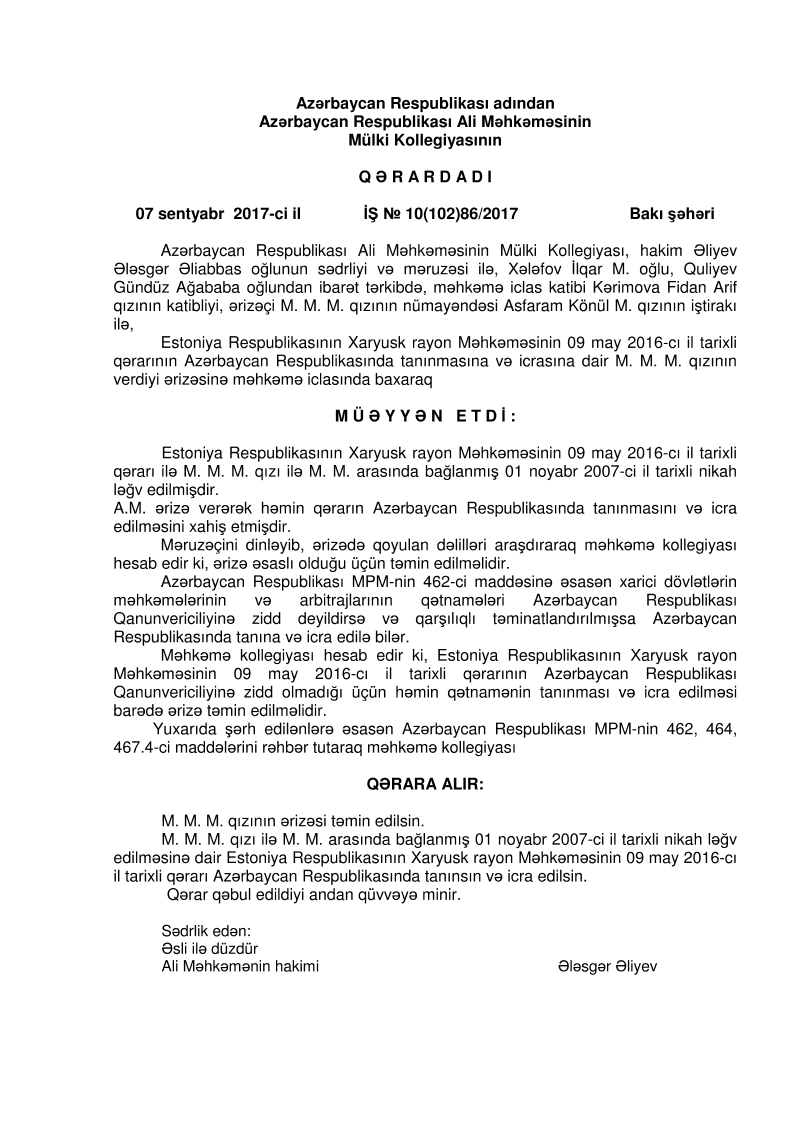 Azərbaycan Respublikası adından
Azərbaycan Respublikası Ali Məhkəməsinin
Mülki Kollegiyasının
Q Ə R A R D A D I
07 sentyabr  2017-ci il İŞ № 10(102)86/2017 Bakı şəhəri
Azərbaycan Respublikası Ali Məhkəməsinin Mülki Kollegiyası, hakim Əliyev
Ələsgər Əliabbas oğlunun sədrliyi və məruzəsi ilə, Xələfov İlqar M. oğlu, Quliyev
Gündüz Ağababa oğlundan ibarət tərkibdə, məhkəmə iclas katibi Kərimova Fidan Arif
qızının katibliyi, ərizəçi M. M. M. qızının nümayəndəsi Asfaram Könül M. qızının iştirakı
ilə,
Estoniya Respublikasının Xaryusk rayon Məhkəməsinin 09 may 2016-cı il tarixli
qərarının Azərbaycan Respublikasında tanınmasına və icrasına dair M. M. M. qızının
verdiyi ərizəsinə məhkəmə iclasında baxaraq
M Ü Ə Y Y Ə N  E T D İ :
Estoniya Respublikasının Xaryusk rayon Məhkəməsinin 09 may 2016-cı il tarixli
qərarı ilə M. M. M. qızı ilə M. M. arasında bağlanmış 01 noyabr 2007-ci il tarixli nikah
ləğv edilmişdir.
A.M. ərizə verərək həmin qərarın Azərbaycan Respublikasında tanınmasını və icra
edilməsini xahiş etmişdir.
Məruzəçini dinləyib, ərizədə qoyulan dəlilləri araşdıraraq məhkəmə kollegiyası
hesab edir ki, ərizə əsaslı olduğu üçün təmin edilməlidir.
Azərbaycan Respublikası MPM-nin 462-ci maddəsinə əsasən xarici dövlətlərin
məhkəmələrinin və arbitrajlarının qətnamələri Azərbaycan Respublikası
Qanunvericiliyinə zidd deyildirsə və qarşılıqlı təminatlandırılmışsa Azərbaycan
Respublikasında tanına və icra edilə bilər.
Məhkəmə kollegiyası hesab edir ki, Estoniya Respublikasının Xaryusk rayon
Məhkəməsinin 09 may 2016-cı il tarixli qərarının Azərbaycan Respublikası
Qanunvericiliyinə zidd olmadığı üçün həmin qətnamənin tanınması və icra edilməsi
barədə ərizə təmin edilməlidir.
Yuxarıda şərh edilənlərə əsasən Azərbaycan Respublikası MPM-nin 462, 464,
467.4-ci maddələrini rəhbər tutaraq məhkəmə kollegiyası
QƏRARA ALIR:
M. M. M. qızının ərizəsi təmin edilsin.
M. M. M. qızı ilə M. M. arasında bağlanmış 01 noyabr 2007-ci il tarixli nikah ləğv
edilməsinə dair Estoniya Respublikasının Xaryusk rayon Məhkəməsinin 09 may 2016-cı
il tarixli qərarı Azərbaycan Respublikasında tanınsın və icra edilsin.
Qərar qəbul edildiyi andan qüvvəyə minir.
Sədrlik edən:
Əsli ilə düzdür
Ali Məhkəmənin hakimi Ələsgər Əliyev